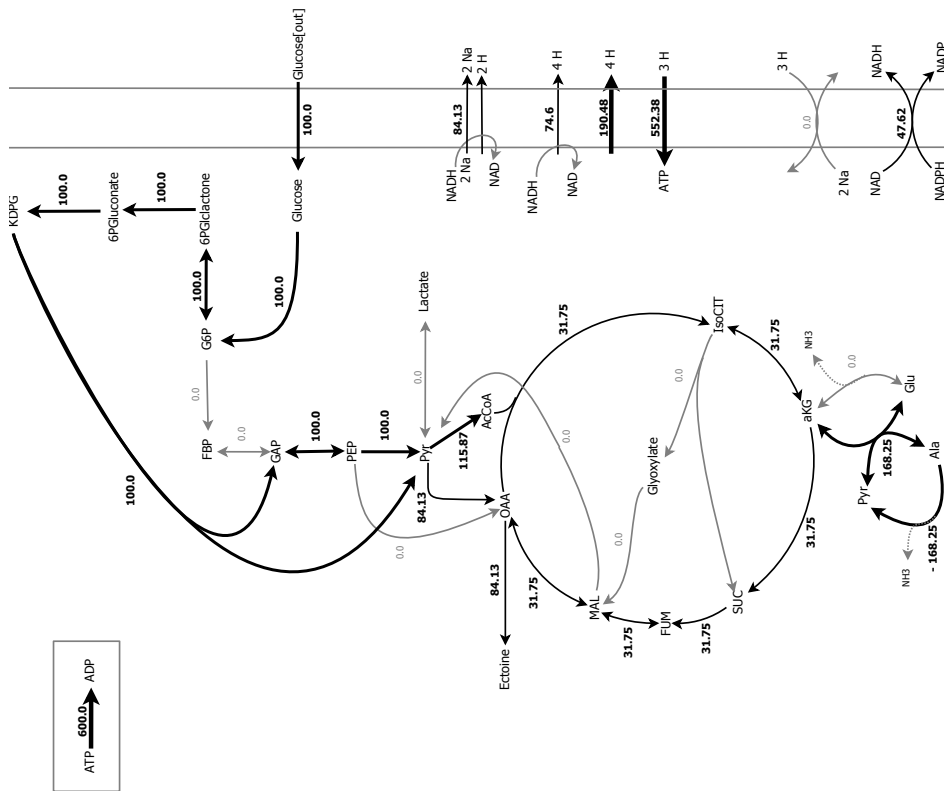 KDPG
100.0
ATP
600.0
ADP
100.0
6PGluconate
100.0
FBP
0.0
G6P
100.0
6PGlclactone
0.0
GAP
100.0
Glucose
100.0
Glucose[out]
100.0
PEP
100.0
0.0
Pyr
0.0
Lactate
84.13
115.87
AcCoA
Ectoine
84.13
OAA
NADH
2 Na
84.13
2 Na
2 H
NAD
31.75
0.0
31.75
NADH
74.6
4 H
NAD
MAL
31.75
190.48
4 H
Glyoxylate
0.0
FUM
ATP
552.38
3 H
0.0
31.75
IsoCIT
SUC
31.75
3 H
0.0
2 Na
31.75
aKG
NH3
0.0
Pyr
168.25
Glu
NAD
NADH
47.62
NH3
- 168.25
Ala
NADPH
NADP